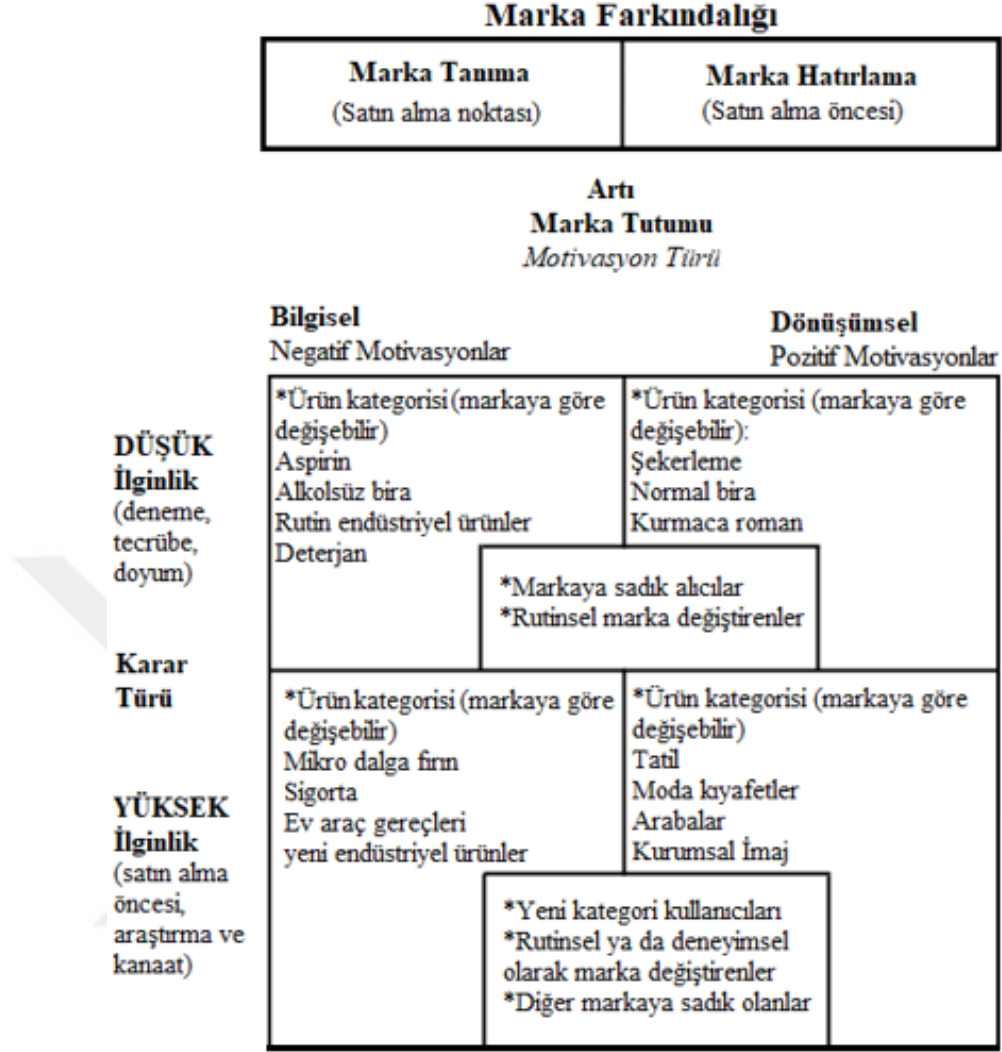 Marka Farkındalığı
Marka Tanıma
(Satın alma noktası)
Marka Hatırlama
(Satın alma öncesi)
Artı
Marka Tutumu
Motivasyon Türü
Bilgisel
Negatif Motivasyonlar
Dönüşümsel
Pozitif Motivasyonlar
DÜŞÜK
İlginlik
(deneme,
tecrübe,
doyum)
*Ürün kategorisi (markaya göre
değişebilir)
Aspirin
Alkolsüz bira
Rutin endüstriyel ürünler
Deterjan
*Ürün kategorisi (markaya göre
değişebilir):
Şekerleme
Normal bira
Kurmaca roman
*Markaya sadık alıcılar
*Rutinsel marka değiştirenler
Karar
Türü
YÜKSEK
İlginlik
(satın alma
öncesi,
araştırma ve
kanaat)
*Ürün kategorisi (markaya göre
değişebilir)
Mikro dalga fırın
Sigorta
Ev araç gereçleri
yeni endüstriyel ürünler
*Ürün kategorisi (markaya göre
değişebilir)
Tatil
Moda kıyafetler
Arabalar
Kurumsal İmaj
*Yeni kategori kullanıcıları
*Rutinsel ya da deneyimsel
olarak marka değiştirenler
*Diğer markaya sadık olanlar